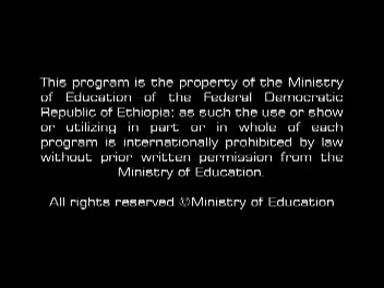 This program is the property of the Ministry
of Education of the Federal Democratic
Republic of Ethiopia; as such the use or show
or utilizing in part or in whole of each
program is internationally prohibited by law
without prior written permission from the
Ministry of Education.
All rights reserved ©Ministry of Education